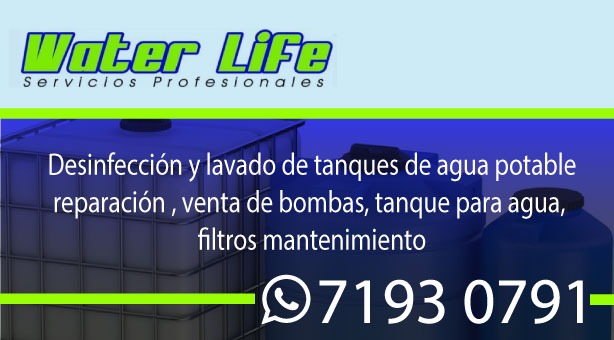 Water Life
Servicios Profesionales
Desinfección y lavado de tanques de agua potable
reparación , venta de bombas, tanque para agua,
filtros mantenimiento
7193 0791